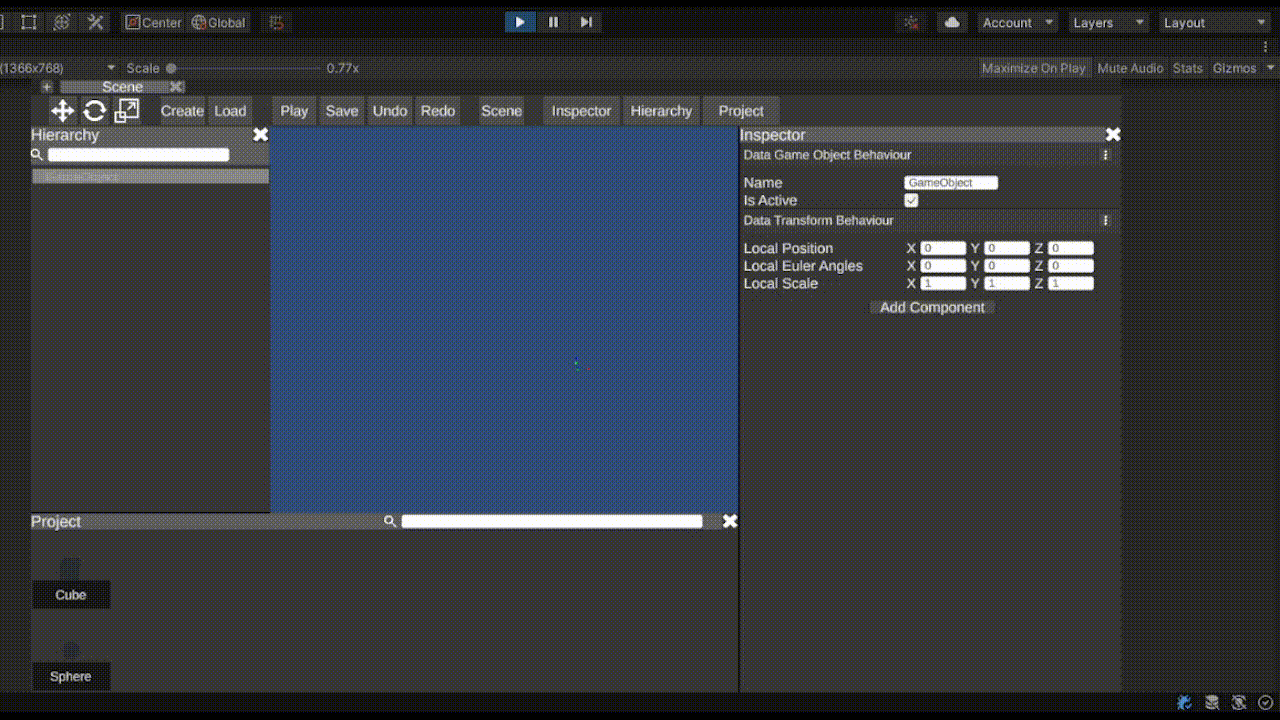 Center Global Account Layers Layout
(1366x768) Scale 0.77x Maximize On Play Mute Audio Stats Gizmos
+ Scene
Create Load Play Save Undo Redo Scene Inspector Hierarchy Project
Hierarchy
Inspector
Data Game Object Behaviour
Name GameObject
Is Active
Data Transform Behaviour
Local Position X 0 Y 0 Z 0
Local Euler Angles X 0 Y 0 Z 0
Local Scale X 1 Y 1 Z 1
Add Component
Project
Cube
Sphere